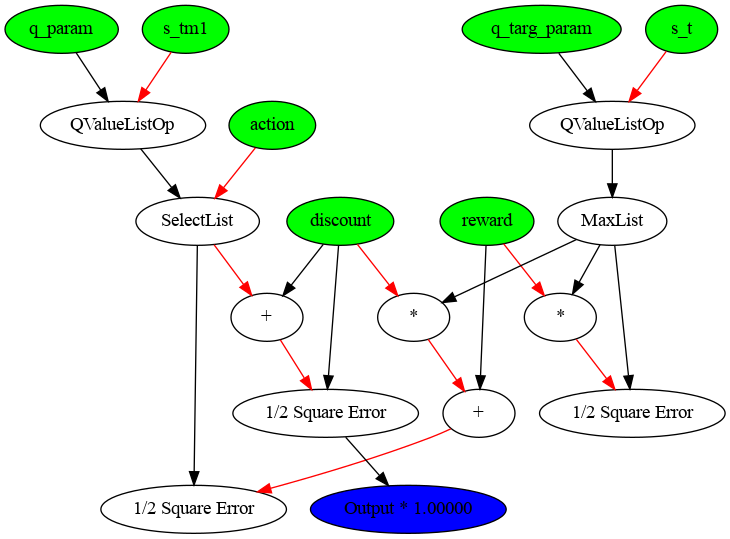 q_param
s_tm1
q_targ_param
s_t
QValueListOp
action
QValueListOp
SelectList
discount
reward
MaxList
+
*
*
1/2 Square Error
+
1/2 Square Error
1/2 Square Error
Output * 1.00000